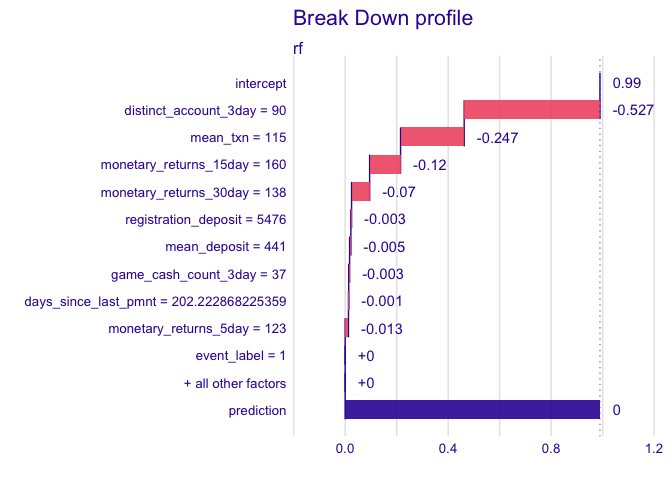 Break Down profile
rf
intercept 0.99
distinct_account_3day = 90 -0.527
mean_txn = 115 -0.247
monetary_returns_15day = 160 -0.12
monetary_returns_30day = 138 -0.07
registration_deposit = 5476 -0.003
mean_deposit = 441 -0.005
game_cash_count_3day = 37 -0.003
days_since_last_pmnt = 202.222868225359 -0.001
monetary_returns_5day = 123 -0.013
event_label = 1 +0
+ all other factors +0
prediction 0
0.0 0.4 0.8 1.2